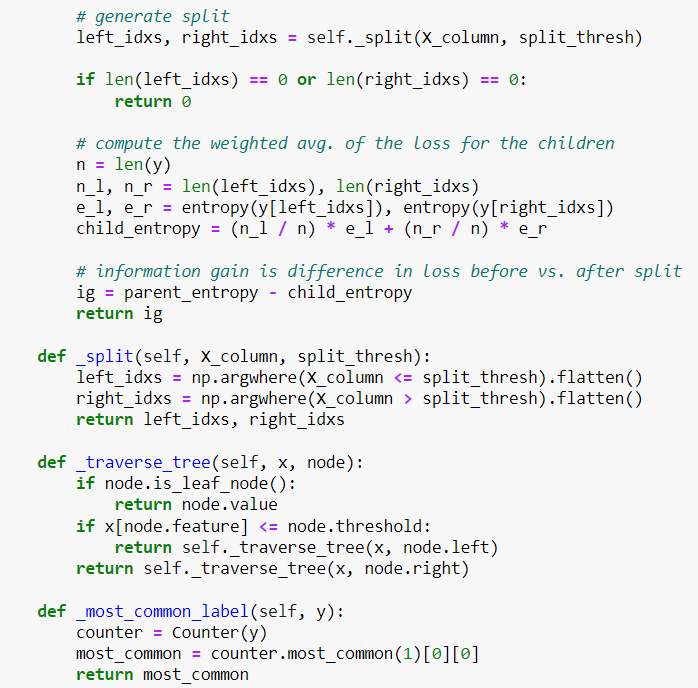 # generate split
left_idxs, right_idxs = self._split(X_column, split_thresh)
if len(left_idxs) == 0 or len(right_idxs) == 0:
return 0
# compute the weighted avg. of the loss for the children
n = len(y)
n_l, n_r = len(left_idxs), len(right_idxs)
e_l, e_r = entropy(y[left_idxs]), entropy(y[right_idxs])
child_entropy = (n_l / n) * e_l + (n_r / n) * e_r
# information gain is difference in loss before vs. after split
ig = parent_entropy - child_entropy
return ig
def _split(self, X_column, split_thresh):
left_idxs = np.argwhere(X_column <= split_thresh).flatten()
right_idxs = np.argwhere(X_column > split_thresh).flatten()
return left_idxs, right_idxs
def _traverse_tree(self, x, node):
if node.is_leaf_node():
return node.value
if x[node.feature] <= node.threshold:
return self._traverse_tree(x, node.left)
return self._traverse_tree(x, node.right)
def _most_common_label(self, y):
counter = Counter(y)
most_common = counter.most_common(1)[0][0]
return most_common